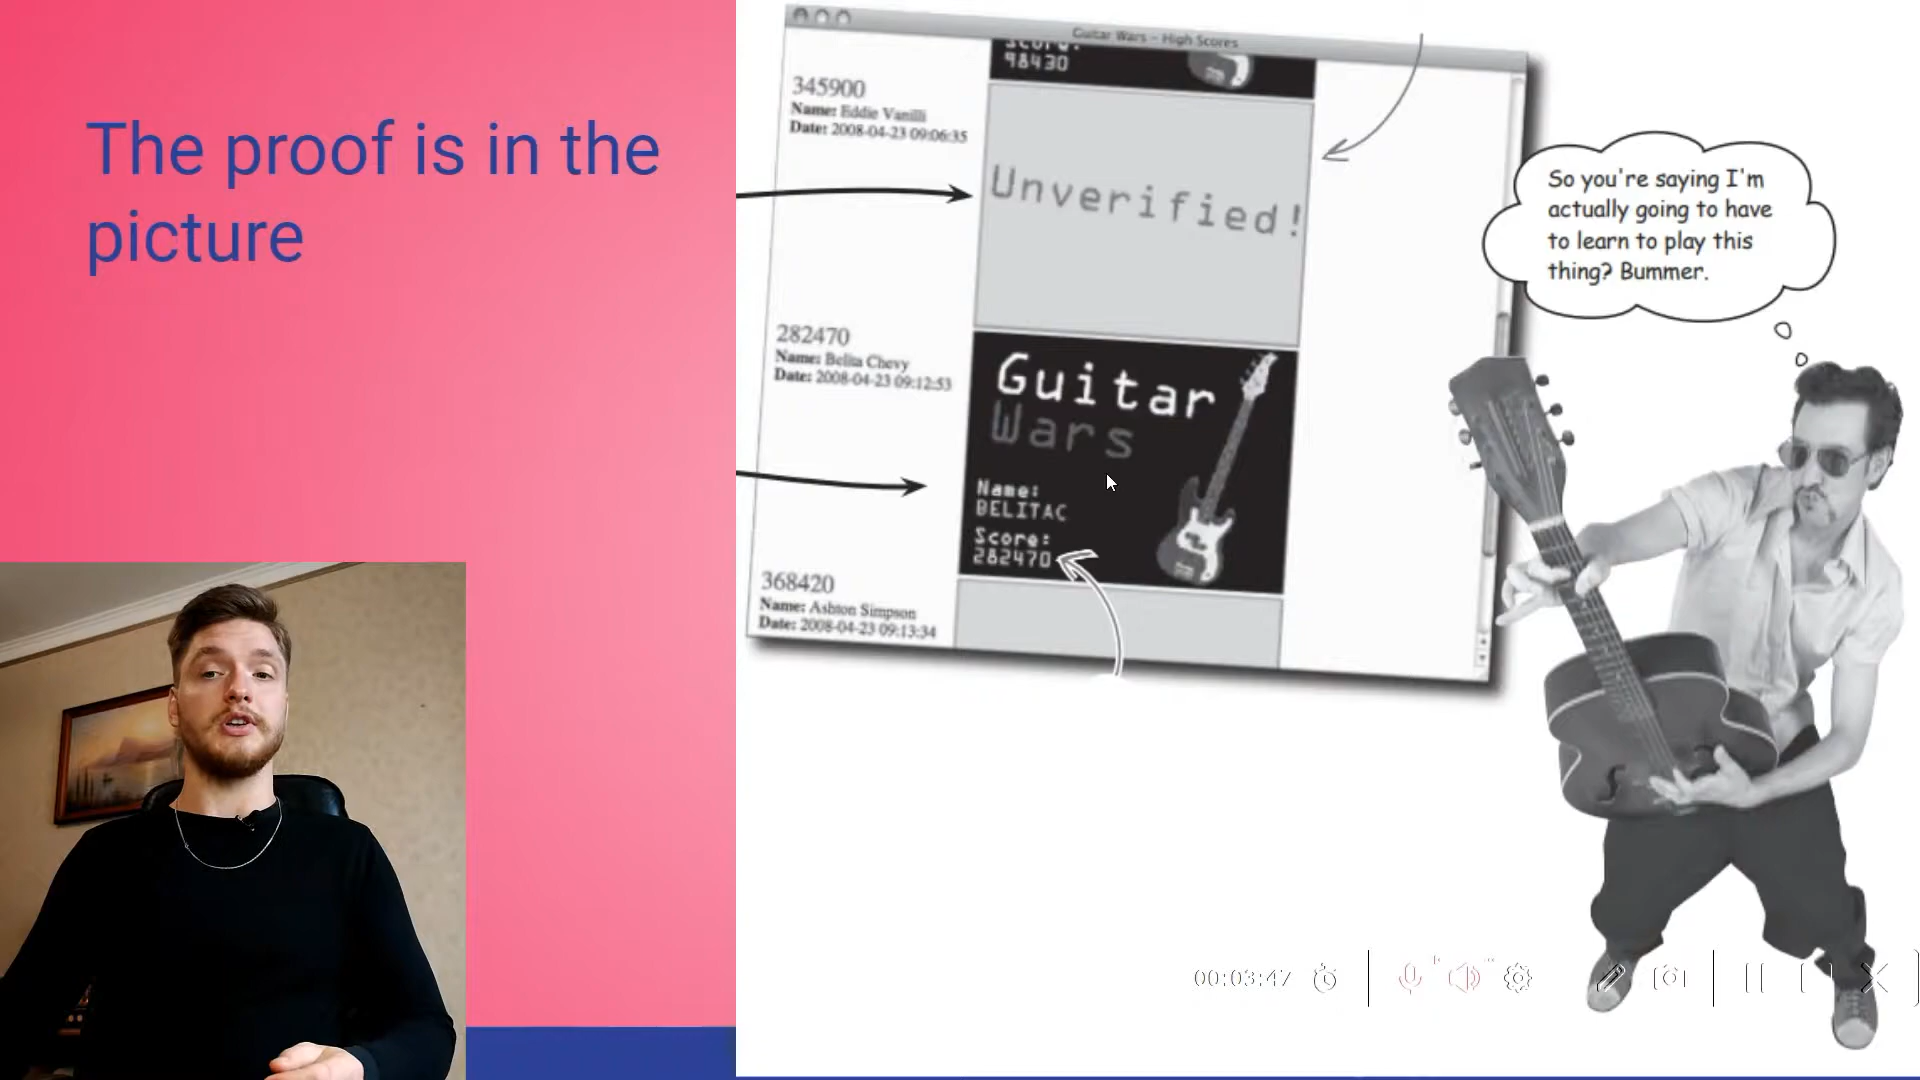 The proof is in the
picture
Guitar Wars - High Scores
Score:
98430
345900
Name: Eddie Vanilli
Date: 2008-04-23 09:06:35
Unverified!
282470
Name: Belita Chevy
Date: 2008-04-23 09:12:53
Guitar
Wars
Name:
BELITAC
Score:
282470
368420
Name: Ashton Simpson
Date: 2008-04-23 09:13:34
So you're saying I'm
actually going to have
to learn to play this
thing? Bummer.
00:03:47